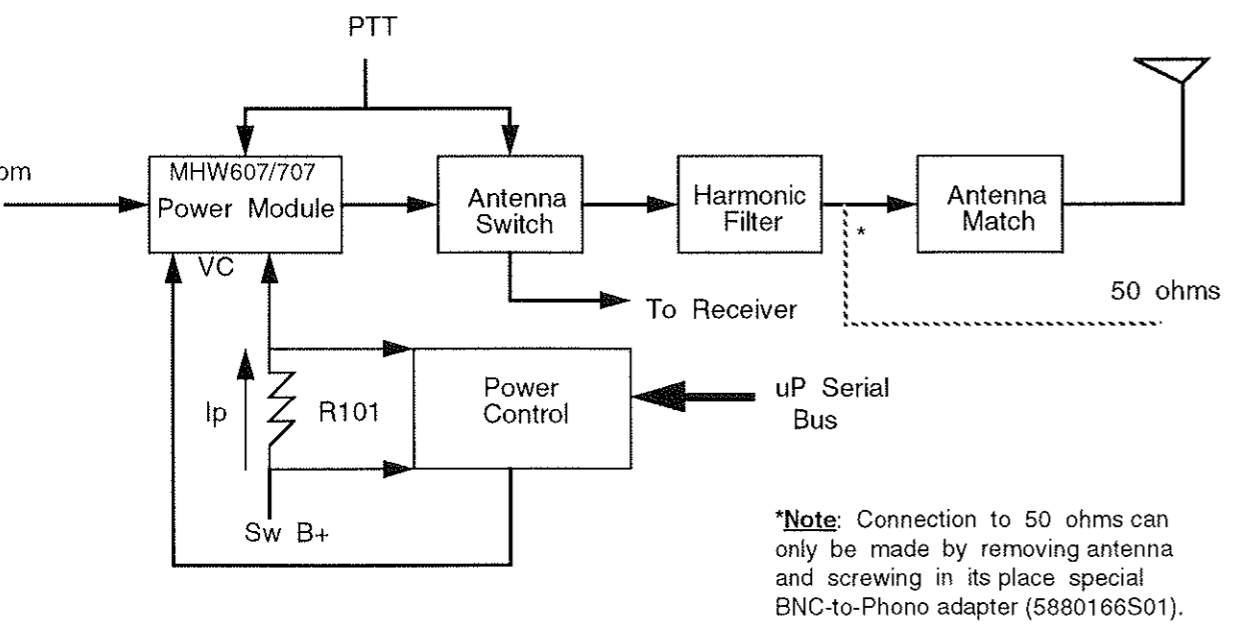 PTT
MHW607/707
Power Module
VC
Antenna
Switch
Harmonic
Filter
*
Antenna
Match
50 ohms
To Receiver
Ip
R101
Power
Control
uP Serial
Bus
Sw B+
*Note: Connection to 50 ohms can
only be made by removing antenna
and screwing in its place special
BNC-to-Phono adapter (5880166S01).